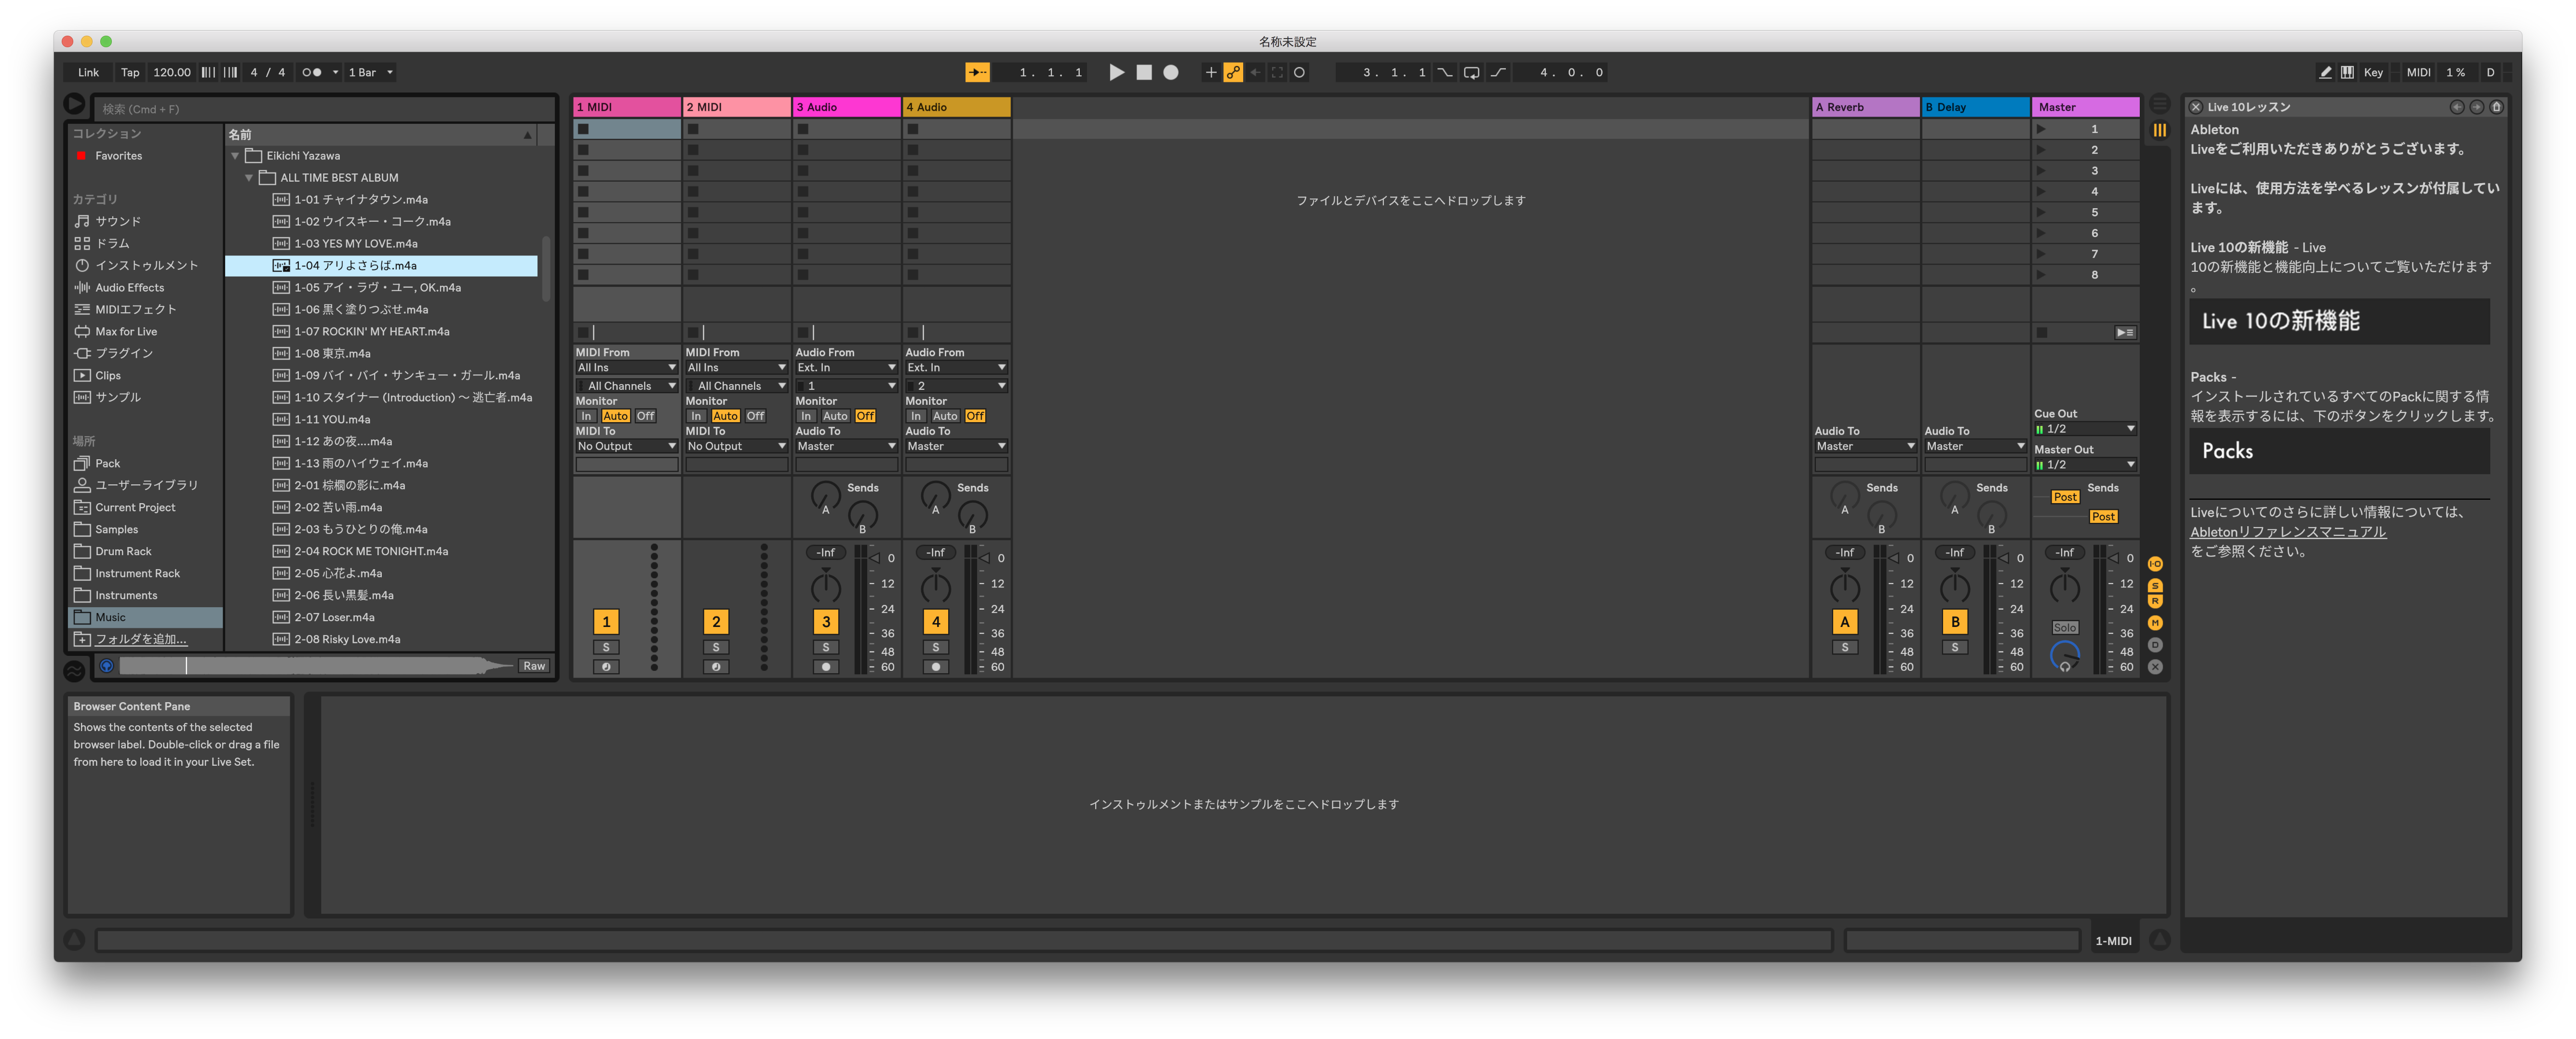 名称未設定
Link Tap 120.00 4 / 4 1 Bar 1. 1. 1 3. 1. 1 4. 0. 0 Key MIDI 1 % D
検索 (Cmd + F)
コレクション
Favorites
カテゴリ
サウンド
ドラム
インストゥルメント
Audio Effects
MIDIエフェクト
Max for Live
プラグイン
Clips
サンプル
場所
Pack
ユーザーライブラリ
Current Project
Samples
Drum Rack
Instrument Rack
Instruments
Music
フォルダを追加...
名前
Eikichi Yazawa
ALL TIME BEST ALBUM
1-01 チャイナタウン.m4a
1-02 ウイスキー・コーク.m4a
1-03 YES MY LOVE.m4a
1-04 アリよさらば.m4a
1-05 アイ・ラヴ・ユー, OK.m4a
1-06 黒く塗りつぶせ.m4a
1-07 ROCKIN' MY HEART.m4a
1-08 東京.m4a
1-09 バイ・バイ・サンキュー・ガール.m4a
1-10 スタイナー (Introduction) 〜 逃亡者.m4a
1-11 YOU.m4a
1-12 あの夜....m4a
1-13 雨のハイウェイ.m4a
2-01 棕櫚の影に.m4a
2-02 苦い雨.m4a
2-03 もうひとりの俺.m4a
2-04 ROCK ME TONIGHT.m4a
2-05 心花よ.m4a
2-06 長い黒髪.m4a
2-07 Loser.m4a
2-08 Risky Love.m4a
Raw
1 MIDI 2 MIDI 3 Audio 4 Audio A Reverb B Delay Master
1
2
3
4
5
6
7
8
ファイルとデバイスをここへドロップします
MIDI From MIDI From Audio From Audio From
All Ins All Ins Ext. In Ext. In
All Channels All Channels 1 2
Monitor Monitor Monitor Monitor
In Auto Off In Auto Off In Auto Off In Auto Off
MIDI To MIDI To Audio To Audio To Audio To Audio To
No Output No Output Master Master Master Master
Cue Out
1/2
Master Out
1/2
Sends Sends Sends Sends Sends
A A A A Post
B B B B Post
-Inf 0 -Inf 0 -Inf 0 -Inf 0 -Inf 0
12 12 12 12 12
24 24 24 24 24
1 2 3 4 A B Solo
36 36 36 36 36
S S S S S S
48 48 48 48 48
60 60 60 60 60
I·O
S
R
M
D
X
Live 10レッスン
Ableton
Liveをご利用いただきありがとうございます。
Liveには、使用方法を学べるレッスンが付属してい
ます。
Live 10の新機能 - Live
10の新機能と機能向上についてご覧いただけます
。
Live 10の新機能
Packs -
インストールされているすべてのPackに関する情
報を表示するには、下のボタンをクリックします。
Packs
Liveについてのさらに詳しい情報については、
Abletonリファレンスマニュアル
をご参照ください。
Browser Content Pane
Shows the contents of the selected
browser label. Double-click or drag a file
from here to load it in your Live Set.
インストゥルメントまたはサンプルをここへドロップします
1-MIDI